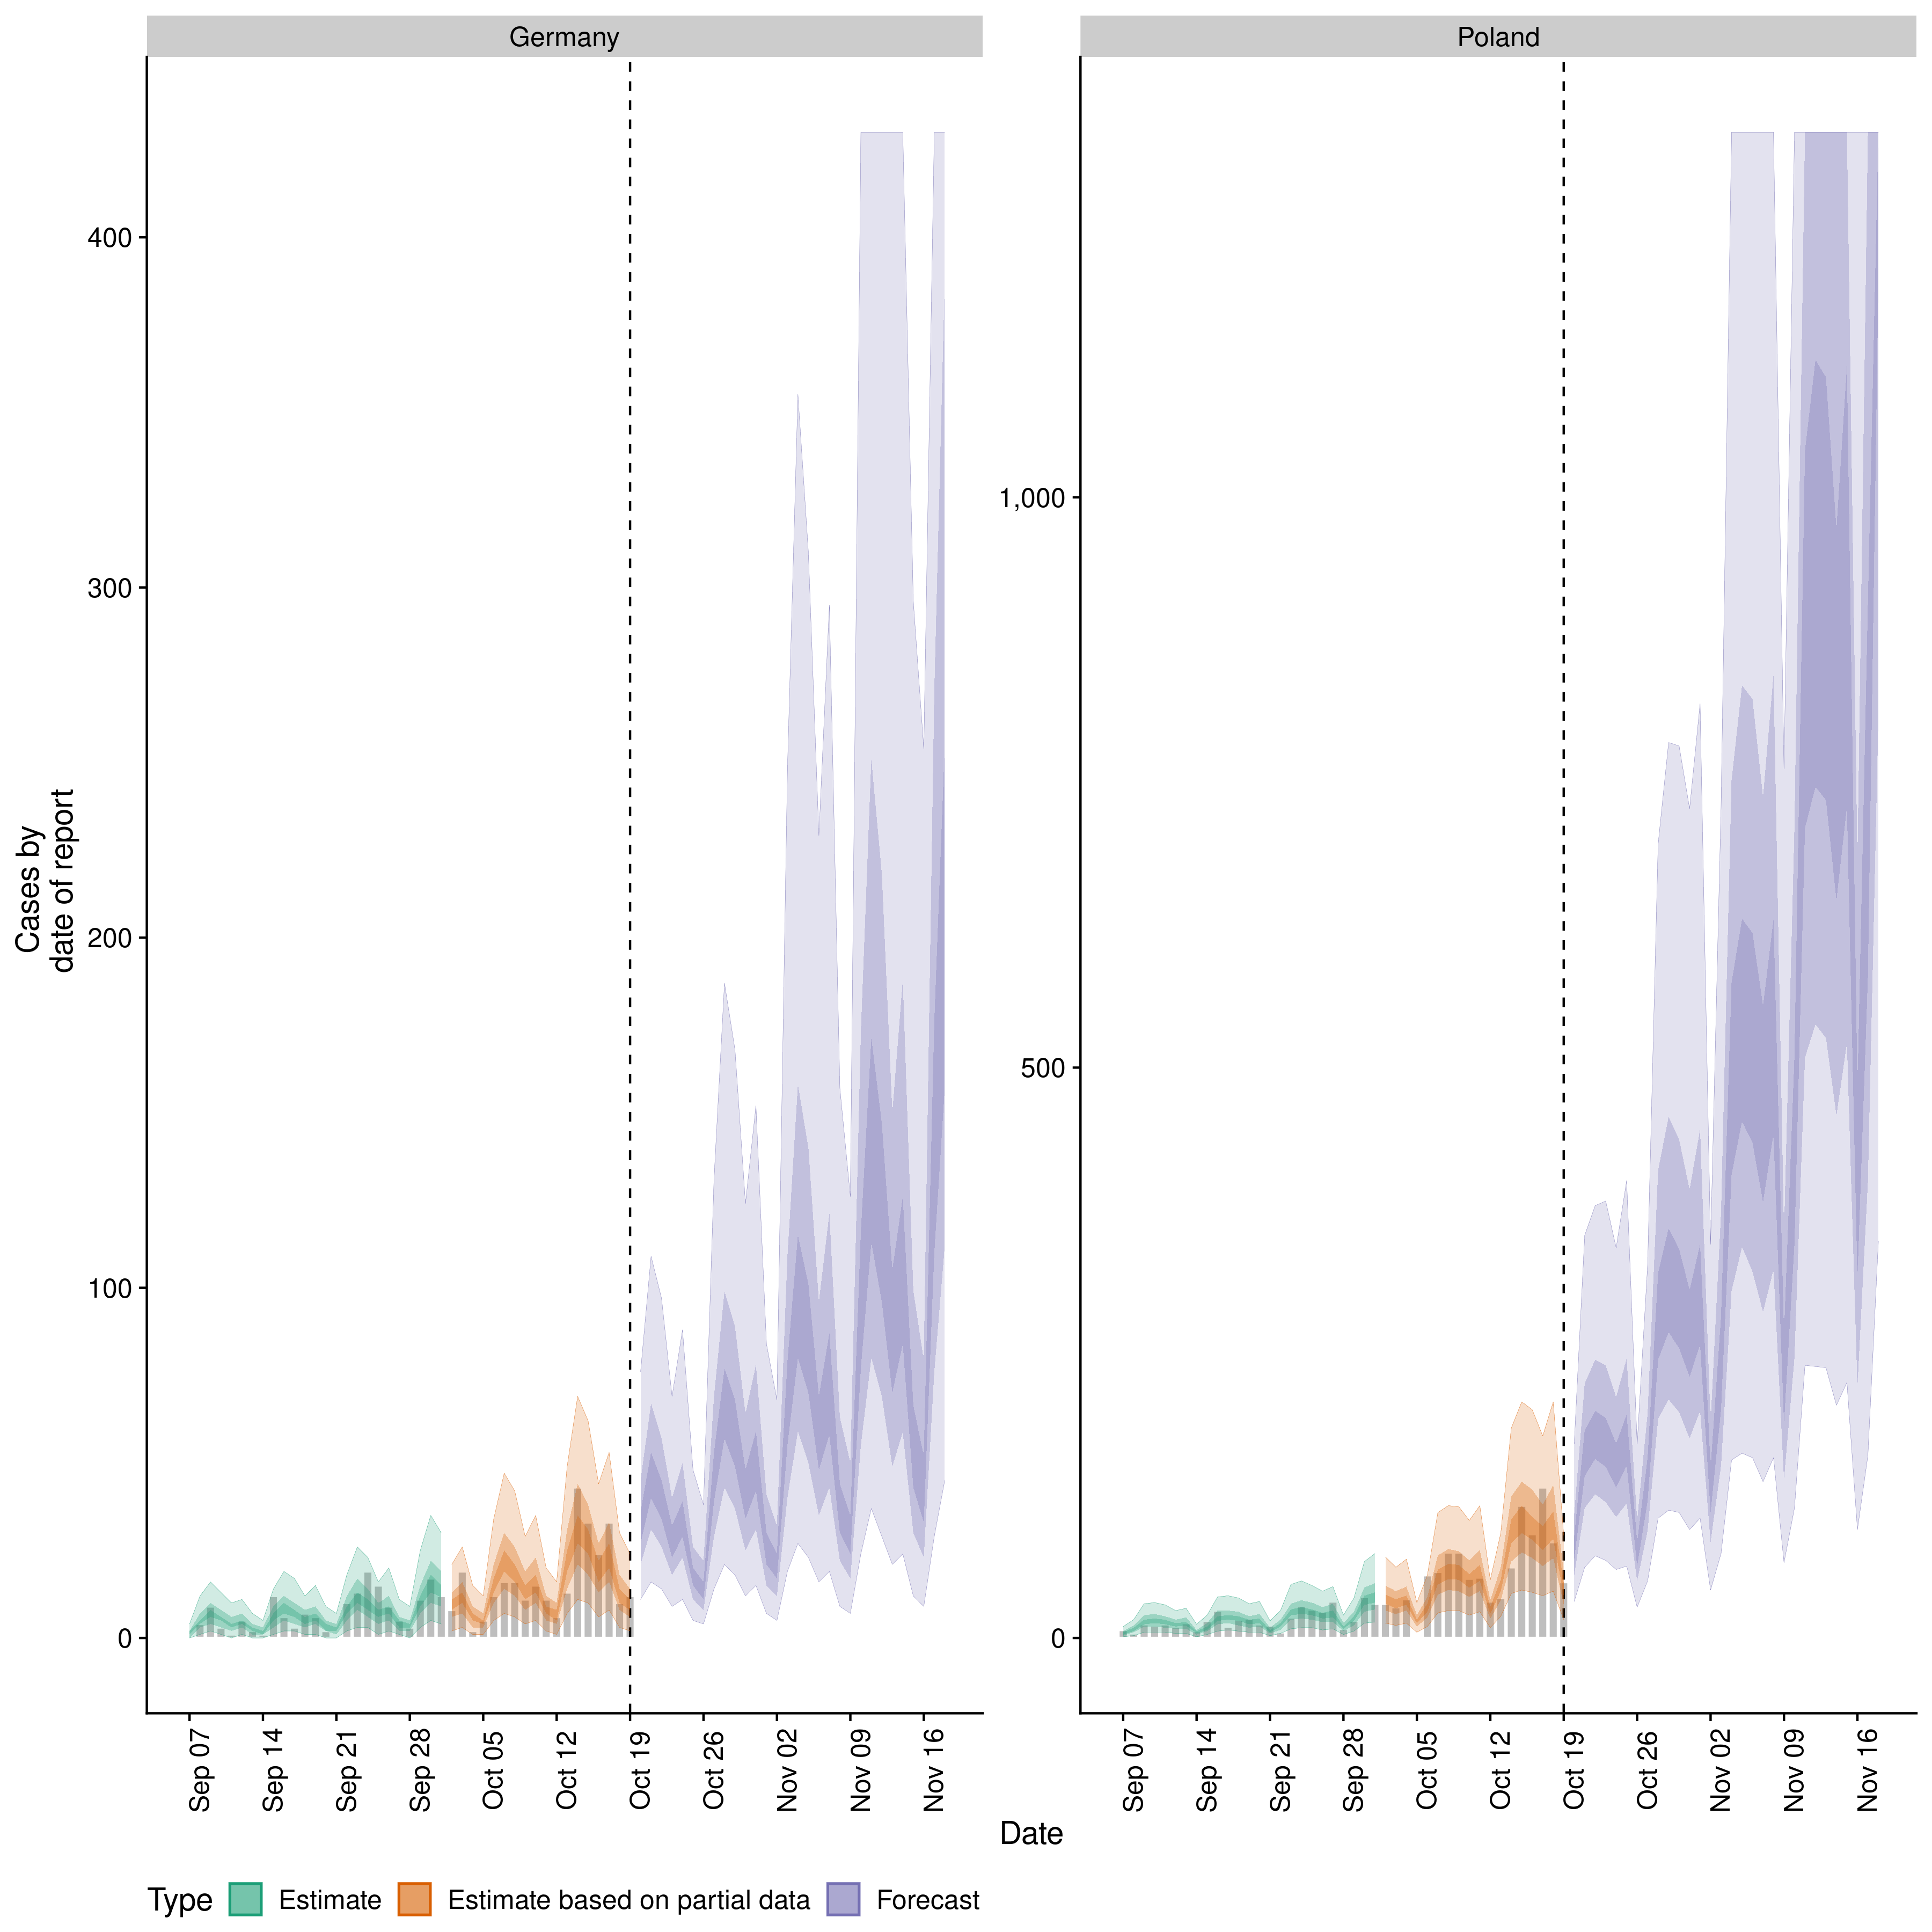 Germany
Poland
Cases by
date of report
400
300
200
100
0
1,000
500
0
Sep 07
Sep 14
Sep 21
Sep 28
Oct 05
Oct 12
Oct 19
Oct 26
Nov 02
Nov 09
Nov 16
Sep 07
Sep 14
Sep 21
Sep 28
Oct 05
Oct 12
Oct 19
Oct 26
Nov 02
Nov 09
Nov 16
Date
Type Estimate Estimate based on partial data Forecast